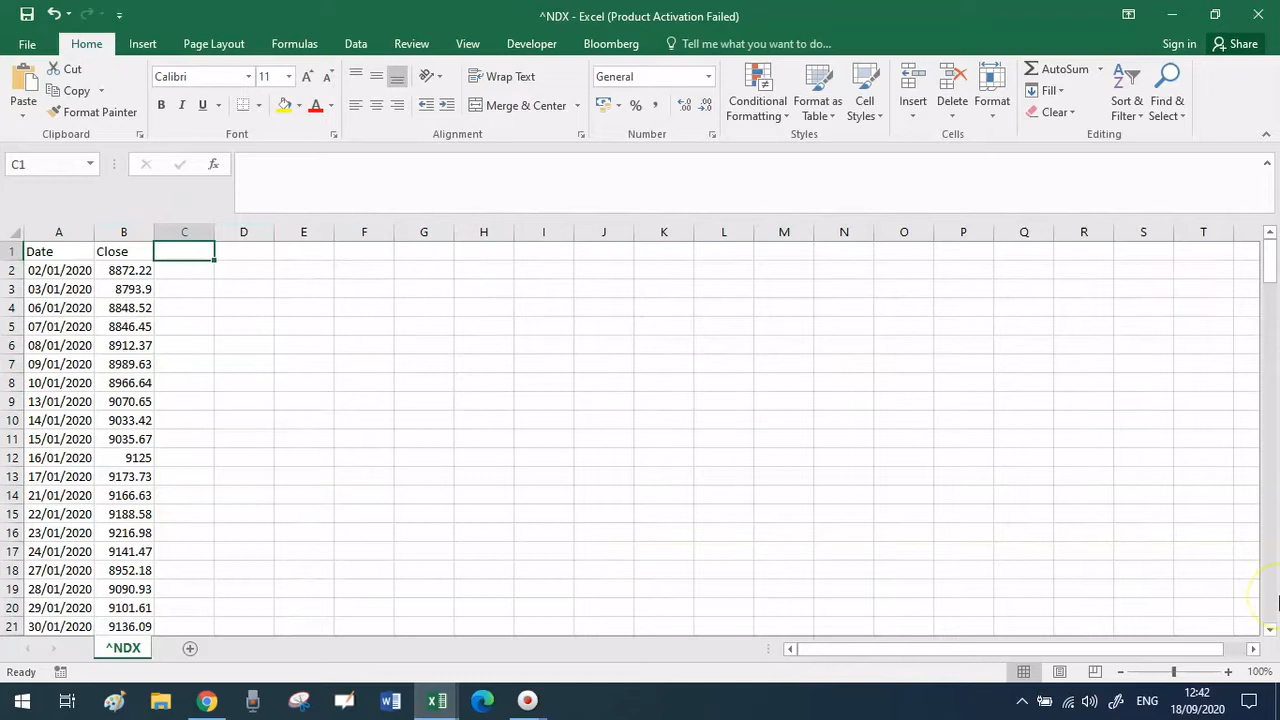 ^NDX - Excel (Product Activation Failed)
File Home Insert Page Layout Formulas Data Review View Developer Bloomberg Tell me what you want to do... Sign in Share
Paste
Cut
Copy
Format Painter
Clipboard
Calibri 11
B I U
Font
Wrap Text
Merge & Center
Alignment
General
%
Number
Conditional Formatting
Format as Table
Cell Styles
Styles
Insert
Delete
Format
Cells
AutoSum
Fill
Clear
Sort & Filter
Find & Select
Editing
C1 fx
A B C D E F G H I J K L M N O P Q R S T
1 Date Close
2 02/01/2020 8872.22
3 03/01/2020 8793.9
4 06/01/2020 8848.52
5 07/01/2020 8846.45
6 08/01/2020 8912.37
7 09/01/2020 8989.63
8 10/01/2020 8966.64
9 13/01/2020 9070.65
10 14/01/2020 9033.42
11 15/01/2020 9035.67
12 16/01/2020 9125
13 17/01/2020 9173.73
14 21/01/2020 9166.63
15 22/01/2020 9188.58
16 23/01/2020 9216.98
17 24/01/2020 9141.47
18 27/01/2020 8952.18
19 28/01/2020 9090.93
20 29/01/2020 9101.61
21 30/01/2020 9136.09
^NDX
Ready 100%
ENG 12:42
18/09/2020